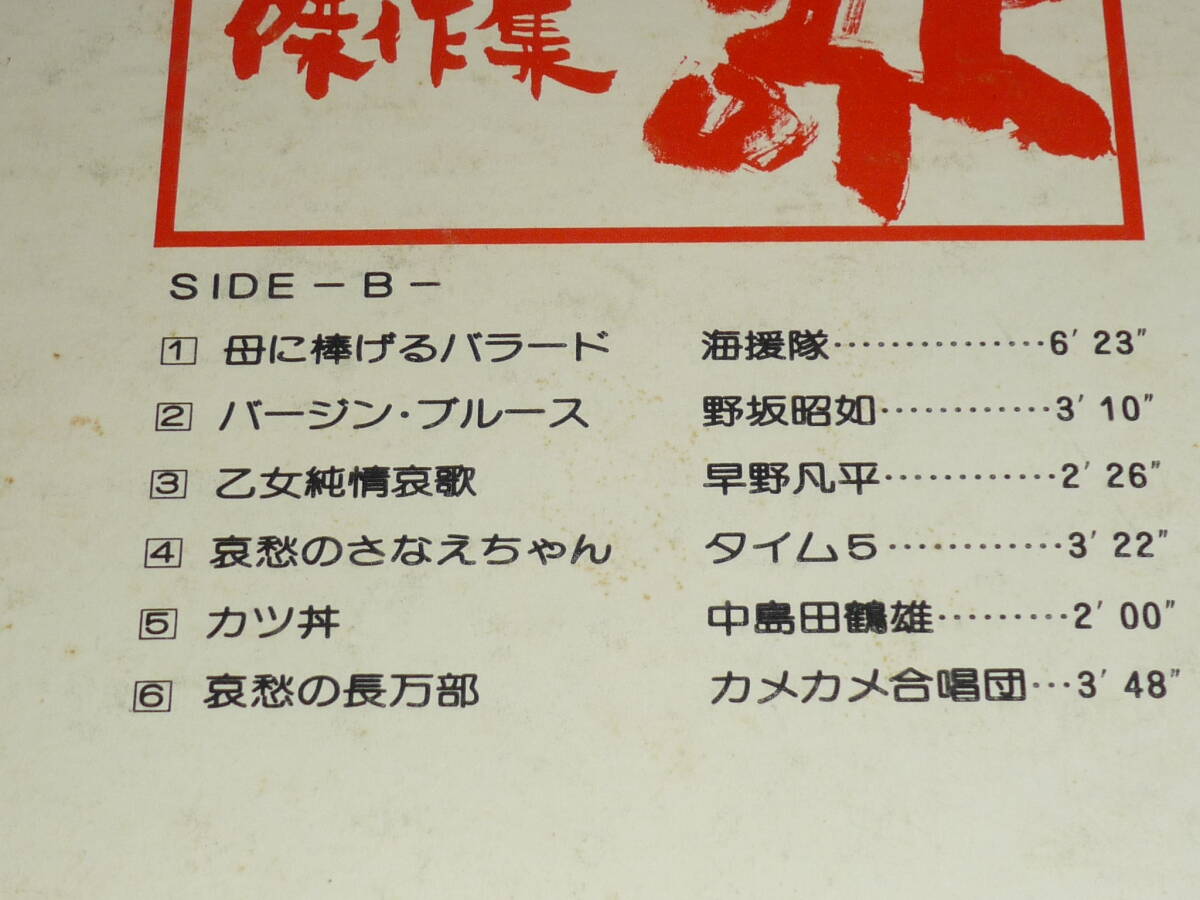 傑作集
SIDE － B －
1 母に棒げるバラード 海援隊……………6′23″
2 バージン・ブルース 野坂昭如…………3′10″
3 乙女純情哀歌 早野凡平…………2′26″
4 哀愁のさなえちゃん タイム5…………3′22″
5 カツ丼 中島田鶴雄………2′00″
6 哀愁の長万部 カメカメ合唱団…3′48″